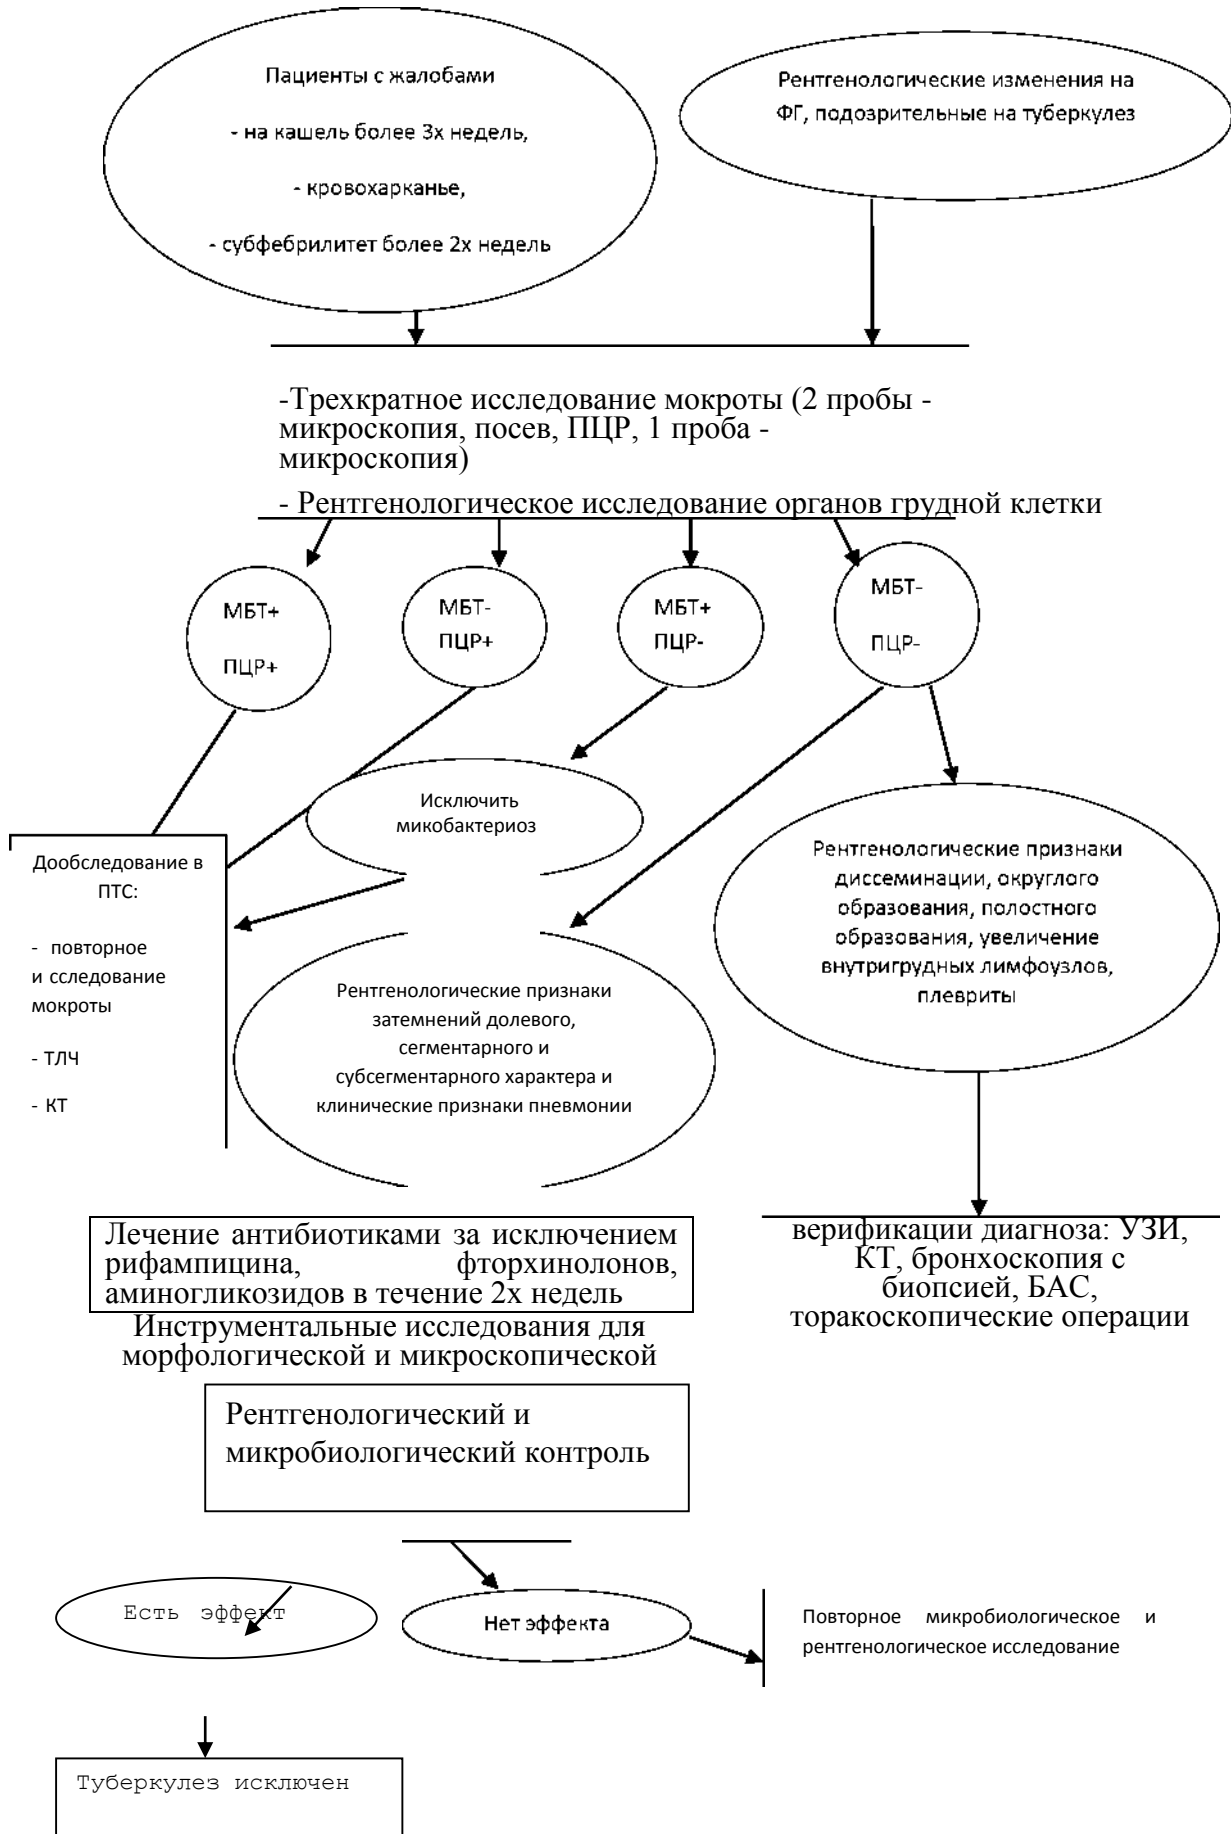 Пациенты с жалобами
- на кашель более 3х недель,
- кровохарканье,
- субфебрилитет более 2х недель
Рентгенологические изменения на
ФГ, подозрительные на туберкулез
-Трехкратное исследование мокроты (2 пробы -
микроскопия, посев, ПЦР, 1 проба -
микроскопия)
- Рентгенологическое исследование органов грудной клетки
МБТ+
ПЦР+
МБТ-
ПЦР+
МБТ+
ПЦР-
МБТ-
ПЦР-
Исключить
микобактериоз
Дообследование в
ПТС:
- повторное
и сследование
мокроты
- ТЛЧ
- КТ
Рентгенологические признаки
затемнений долевого,
сегментарного и
субсегментарного характера и
клинические признаки пневмонии
Рентгенологические признаки
диссеминации, округлого
образования, полостного
образования, увеличение
внутригрудных лимфоузлов,
плевриты
Лечение антибиотиками за исключением
рифампицина, фторхинолонов,
аминогликозидов в течение 2х недель
Инструментальные исследования для
морфологической и микроскопической
верификации диагноза: УЗИ,
КТ, бронхоскопия с
биопсией, БАС,
торакоскопические операции
Рентгенологический и
микробиологический контроль
Есть эффект
Нет эффекта
Повторное микробиологическое и
рентгенологическое исследование
Туберкулез исключен